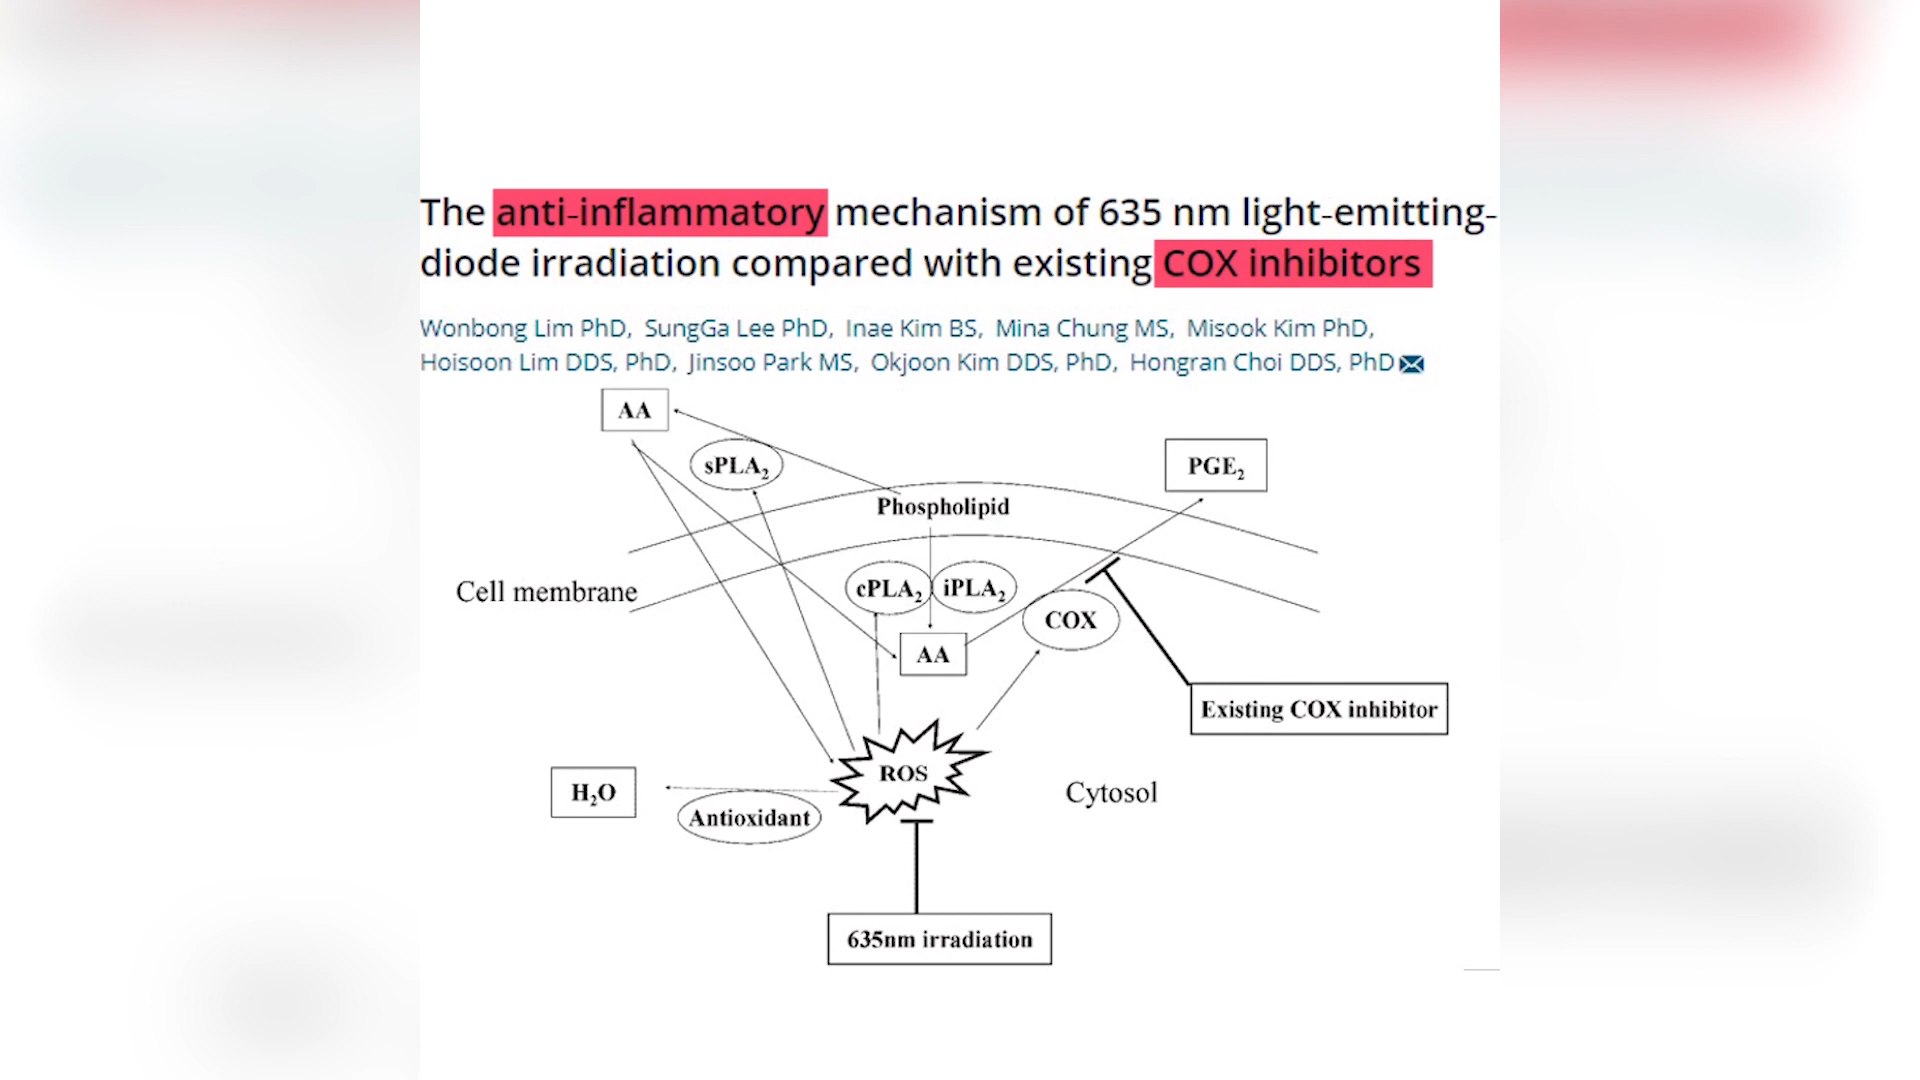 The anti-inflammatory mechanism of 635 nm light-emitting-
diode irradiation compared with existing COX inhibitors
Wonbong Lim PhD, SungGa Lee PhD, Inae Kim BS, Mina Chung MS, Misook Kim PhD,
Hoisoon Lim DDS, PhD, Jinsoo Park MS, Okjoon Kim DDS, PhD, Hongran Choi DDS, PhD
AA
sPLA₂
PGE₂
Phospholipid
Cell membrane
cPLA₂
iPLA₂
COX
AA
Existing COX inhibitor
ROS
H₂O
Cytosol
Antioxidant
635nm irradiation